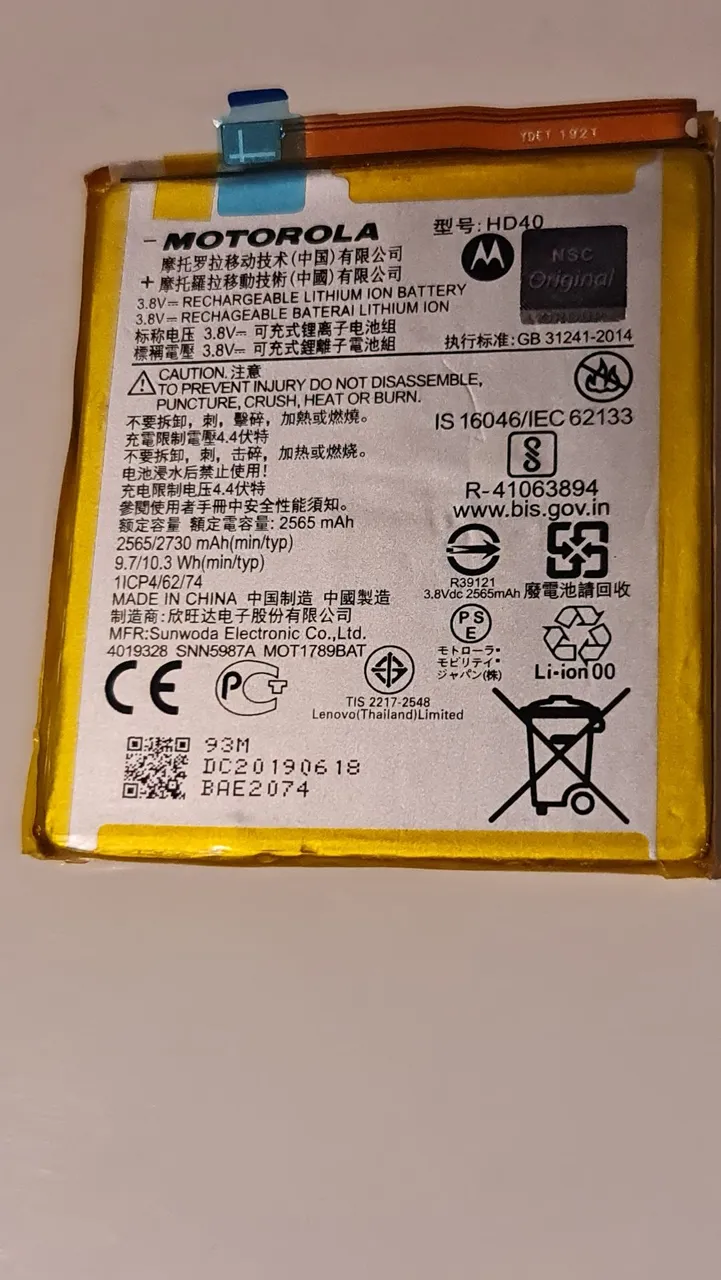 YDET 1921
型号:HD40
– MOTOROLA
NSC
Original
摩托罗拉移动技术(中国)有限公司
+ 摩托羅拉移動技術(中國)有限公司
3.8V⎓ RECHARGEABLE LITHIUM ION BATTERY
3.8V⎓ RECHAGEABLE BATERAI LITHIUM ION
标称电压 3.8V⎓ 可充式锂离子电池组
標稱電壓 3.8V⎓ 可充式鋰離子電池組
执行标准:GB 31241-2014
CAUTION. 注意
TO PREVENT INJURY DO NOT DISASSEMBLE,
PUNCTURE, CRUSH, HEAT OR BURN.
不要拆卸，刺，擊碎，加熱或燃燒。
充電限制電壓4.4伏特
不要拆卸，刺，击碎，加热或燃烧。
电池浸水后禁止使用!
充电限制电压4.4伏特
參閱使用者手冊中安全性能須知。
额定容量 額定電容量: 2565 mAh
2565/2730 mAh(min/typ)
9.7/10.3 Wh(min/typ)
1ICP4/62/74
MADE IN CHINA 中国制造 中國製造
制造商:欣旺达电子股份有限公司
MFR:Sunwoda Electronic Co.,Ltd.
4019328 SNN5987A MOT1789BAT
IS 16046/IEC 62133
R-41063894
www.bis.gov.in
R39121
3.8Vdc 2565mAh
廢電池請回收
PS
E
モトローラ・
モビリティ・
ジャパン(株)
Li-ion 00
CE
TIS 2217-2548
Lenovo(Thailand)Limited
93M
DC20190618
BAE2074